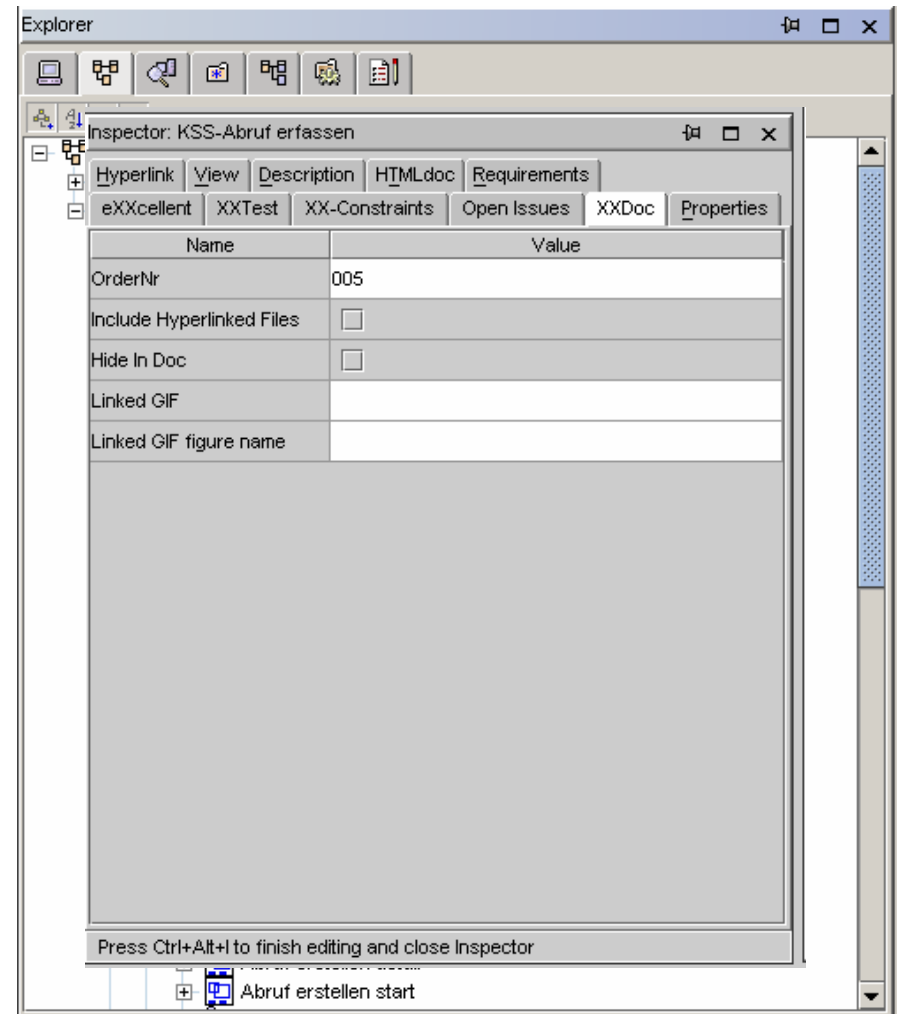 Explorer
Inspector: KSS-Abruf erfassen
Hyperlink View Description HTMLdoc Requirements
eXXcellent XXTest XX-Constraints Open Issues XXDoc Properties
Name Value
OrderNr 005
Include Hyperlinked Files
Hide In Doc
Linked GIF
Linked GIF figure name
Press Ctrl+Alt+I to finish editing and close Inspector
Abruf erstellen start